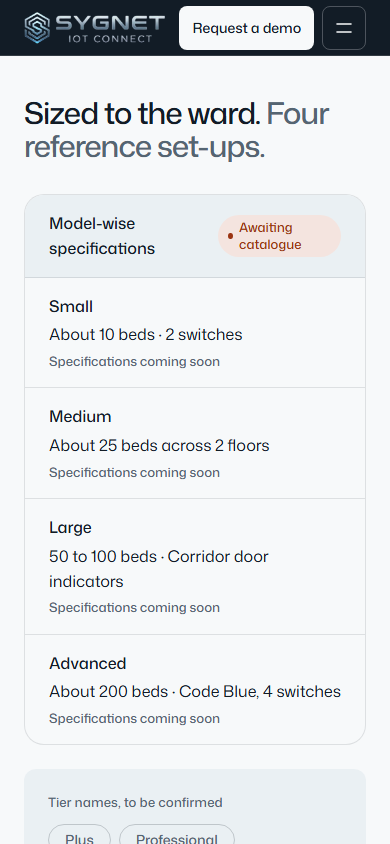 SYGNET
IOT CONNECT
Request a demo
Sized to the ward. Four
reference set-ups.
Model-wise
specifications
Awaiting
catalogue
Small
About 10 beds · 2 switches
Specifications coming soon
Medium
About 25 beds across 2 floors
Specifications coming soon
Large
50 to 100 beds · Corridor door
indicators
Specifications coming soon
Advanced
About 200 beds · Code Blue, 4 switches
Specifications coming soon
Tier names, to be confirmed
Plus
Professional